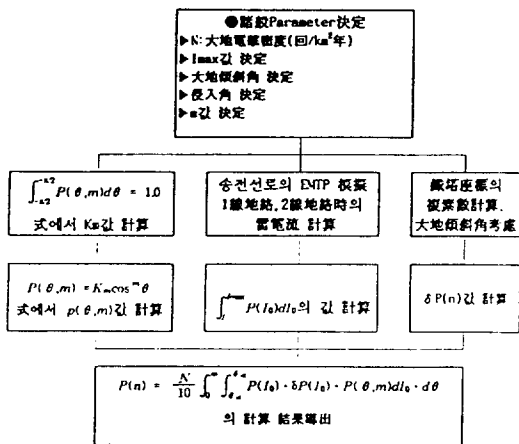 ●諸般Parameter決定
▶N:大地電擊密度(回/km²年)
▶Imax값 決定
▶大地傾斜角 決定
▶侵入角 決定
▶m값 決定
∫_{-π/2}^{π/2} P(θ,m)dθ = 1.0
式에서 Km값 計算
송전선로의 EMTP 模擬
1線地絡,2線地絡時의
雷電流 計算
鐵塔座標의
複素數計算,
大地傾斜角考慮
P(θ,m) = K_m cos^m θ
式에서 p(θ,m)값 計算
P(I₀)dI₀의 값 計算
δP(n)값 計算
P(n) = N/10 ∫₀^∞ ∫ P(I₀)·δP(I₀)·P(θ,m)dI₀·dθ
의 計算 結果導出